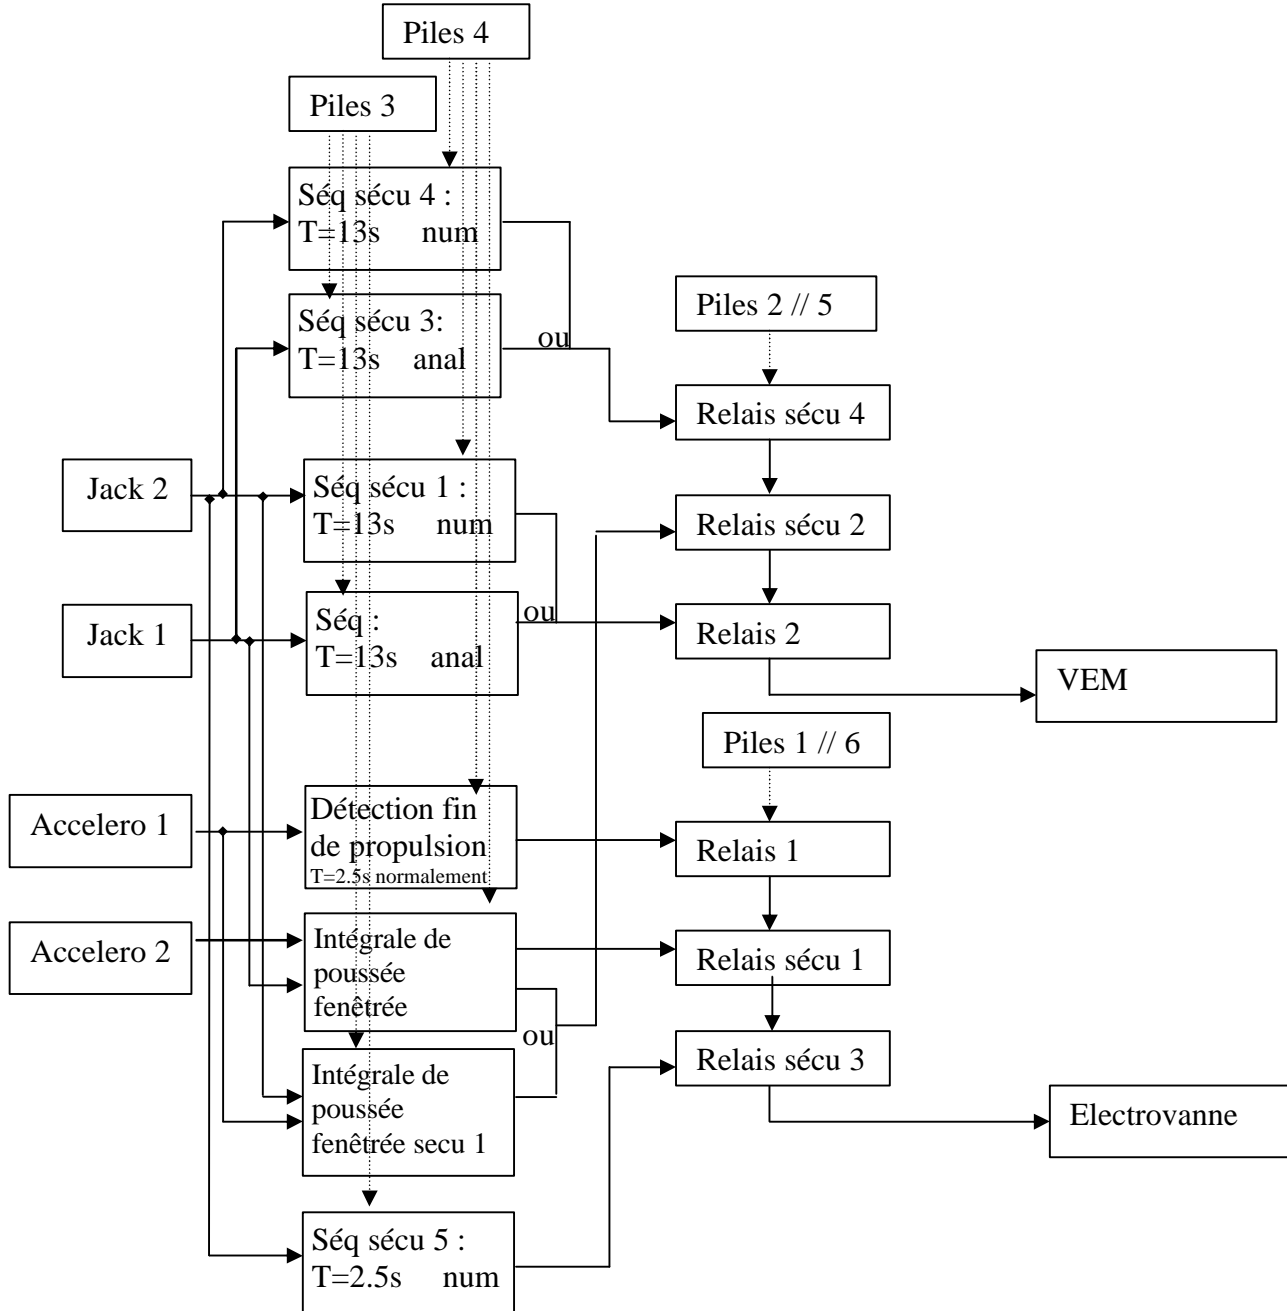 Piles 4
Piles 3
Séq sécu 4 :
T=13s num
Séq sécu 3:
T=13s anal
ou
Piles 2 // 5
Relais sécu 4
Jack 2
Séq sécu 1 :
T=13s num
Relais sécu 2
Jack 1
Séq :
T=13s anal
ou
Relais 2
VEM
Piles 1 // 6
Accelero 1
Détection fin
de propulsion
T=2.5s normalement
Relais 1
Accelero 2
Intégrale de
poussée
fenêtrée
Relais sécu 1
ou
Intégrale de
poussée
fenêtrée secu 1
Relais sécu 3
Electrovanne
Séq sécu 5 :
T=2.5s num